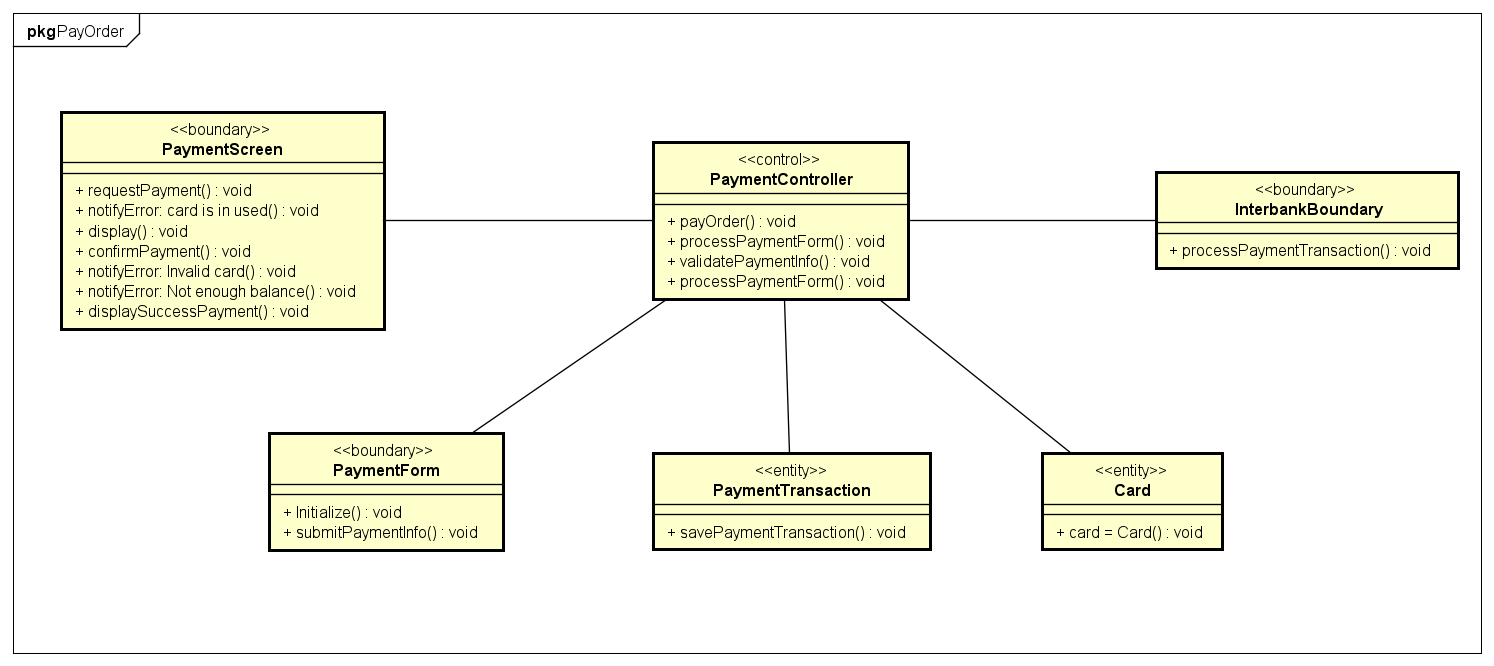 pkgPayOrder
<<boundary>>
PaymentScreen
+ requestPayment() : void
+ notifyError: card is in used() : void
+ display() : void
+ confirmPayment() : void
+ notifyError: Invalid card() : void
+ notifyError: Not enough balance() : void
+ displaySuccessPayment() : void
<<control>>
PaymentController
+ payOrder() : void
+ processPaymentForm() : void
+ validatePaymentInfo() : void
+ processPaymentForm() : void
<<boundary>>
InterbankBoundary
+ processPaymentTransaction() : void
<<boundary>>
PaymentForm
+ Initialize() : void
+ submitPaymentInfo() : void
<<entity>>
PaymentTransaction
+ savePaymentTransaction() : void
<<entity>>
Card
+ card = Card() : void